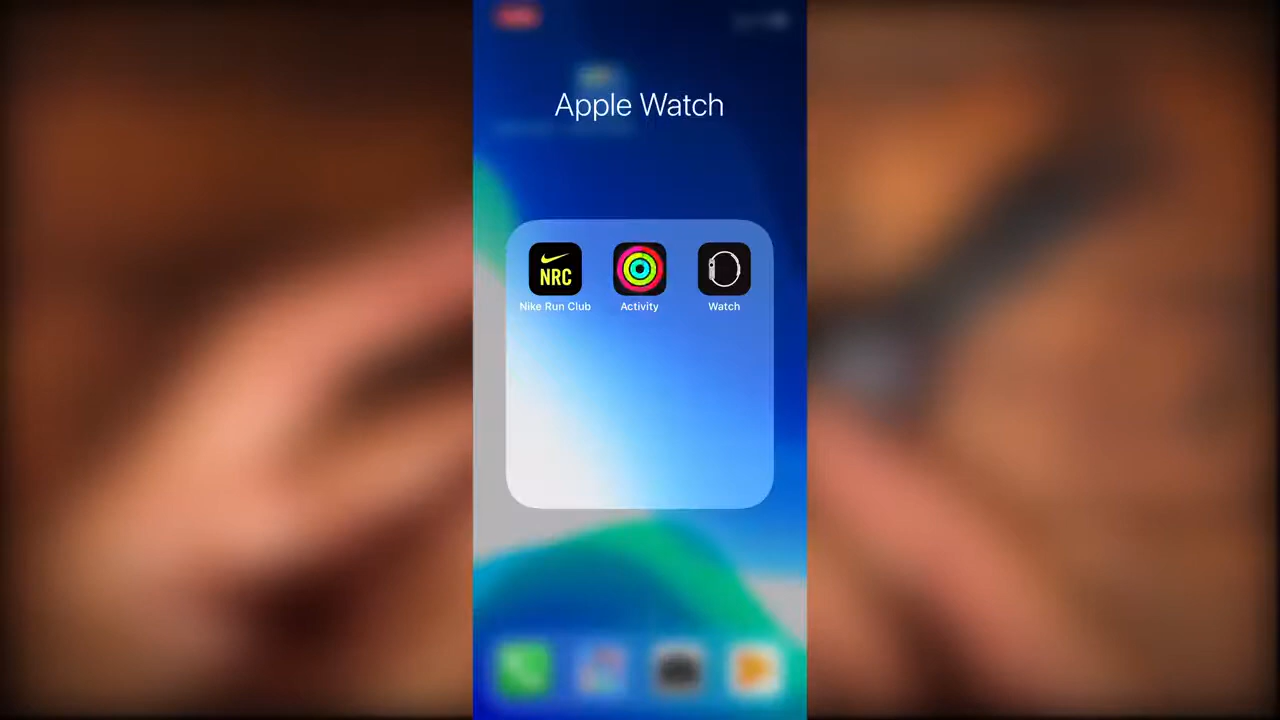 Apple Watch
NRC
Nike Run Club
Activity
Watch